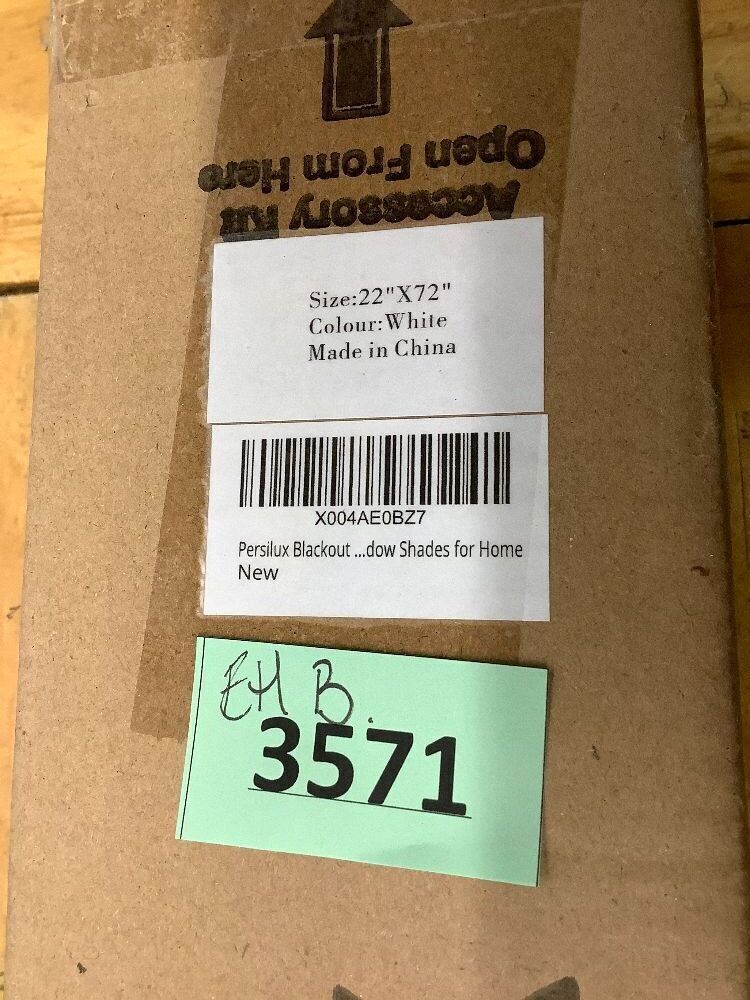 Accessory Kit
Open From Here
Size:22"X72"
Colour:White
Made in China
X004AE0BZ7
Persilux Blackout ...dow Shades for Home
New
EH B.
3571